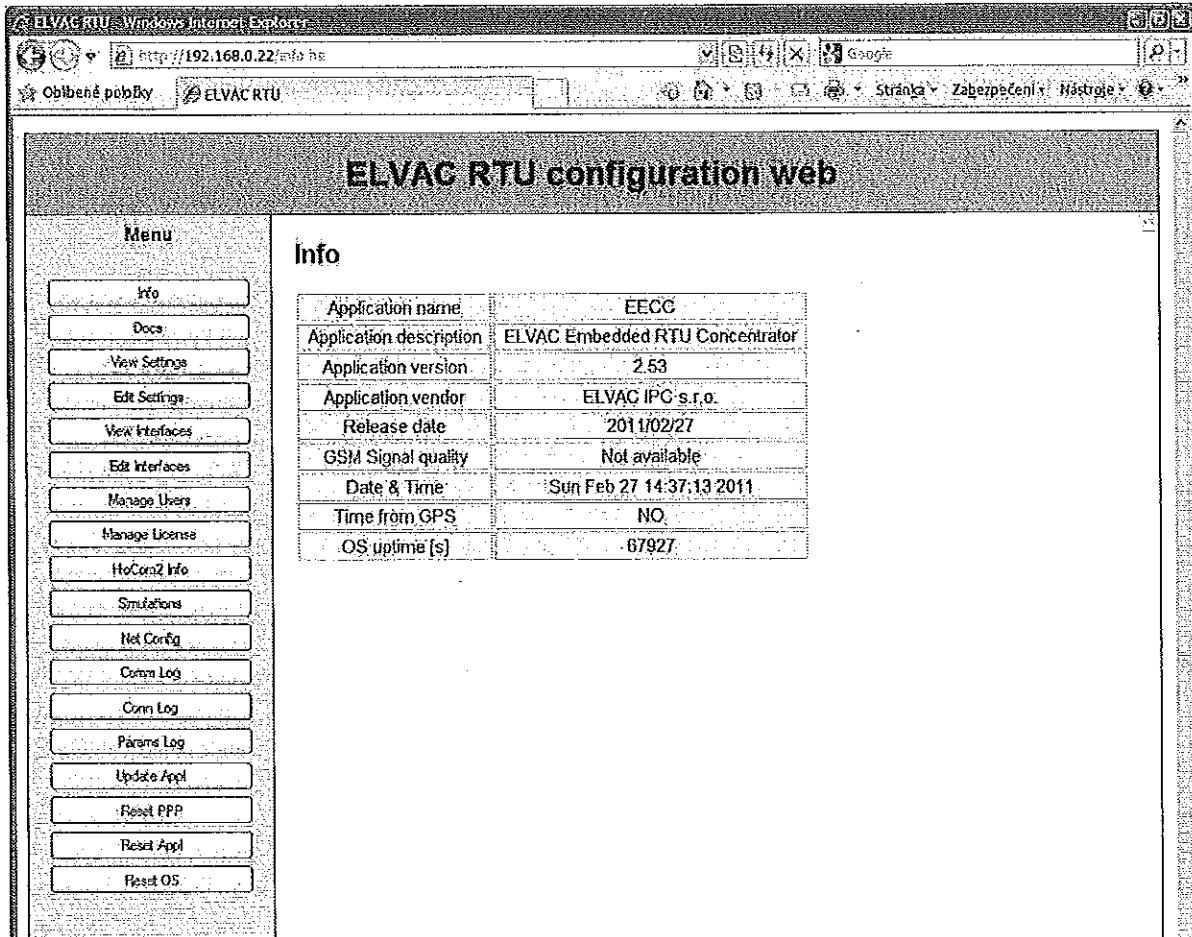 ELVAC RTU - Windows Internet Explorer
http://192.168.0.22/info.hs
Google
Oblíbené položky ELVAC RTU Stránka Zabezpečení Nástroje
ELVAC RTU configuration web
Menu
Info
Docs
View Settings
Edit Settings
View Interfaces
Edit Interfaces
Manage Users
Manage License
HioCom2 Info
Simulations
Net Config
Comm Log
Conn Log
Params Log
Update Appl
Reset PPP
Reset Appl
Reset OS
Info
Application name EECC
Application description ELVAC Embedded RTU Concentrator
Application version 2.53
Application vendor ELVAC IPC s.r.o.
Release date 2011/02/27
GSM Signal quality Not available
Date & Time Sun Feb 27 14:37:13 2011
Time from GPS NO
OS uptime [s] 67927